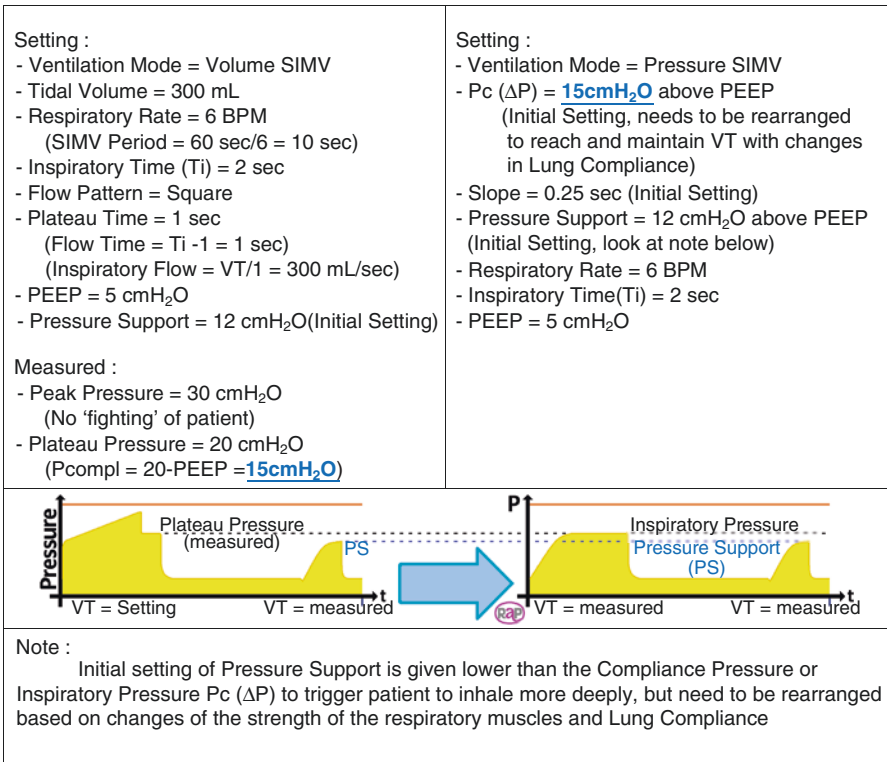 Setting :
- Ventilation Mode = Volume SIMV
- Tidal Volume = 300 mL
- Respiratory Rate = 6 BPM
(SIMV Period = 60 sec/6 = 10 sec)
- Inspiratory Time (Ti) = 2 sec
- Flow Pattern = Square
- Plateau Time = 1 sec
(Flow Time = Ti -1 = 1 sec)
(Inspiratory Flow = VT/1 = 300 mL/sec)
- PEEP = 5 cmH₂O
- Pressure Support = 12 cmH₂O(Initial Setting)
Measured :
- Peak Pressure = 30 cmH₂O
(No ‘fighting’ of patient)
- Plateau Pressure = 20 cmH₂O
(Pcompl = 20-PEEP =15cmH₂O)
Setting :
- Ventilation Mode = Pressure SIMV
- Pc (ΔP) = 15cmH₂O above PEEP
(Initial Setting, needs to be rearranged
to reach and maintain VT with changes
in Lung Compliance)
- Slope = 0.25 sec (Initial Setting)
- Pressure Support = 12 cmH₂O above PEEP
(Initial Setting, look at note below)
- Respiratory Rate = 6 BPM
- Inspiratory Time(Ti) = 2 sec
- PEEP = 5 cmH₂O
Pressure
Plateau Pressure
(measured)
PS
t
VT = Setting
VT = measured
P
Inspiratory Pressure
Pressure Support
(PS)
t
RaP
VT = measured
VT = measured
Note :
Initial setting of Pressure Support is given lower than the Compliance Pressure or
Inspiratory Pressure Pc (ΔP) to trigger patient to inhale more deeply, but need to be rearranged
based on changes of the strength of the respiratory muscles and Lung Compliance